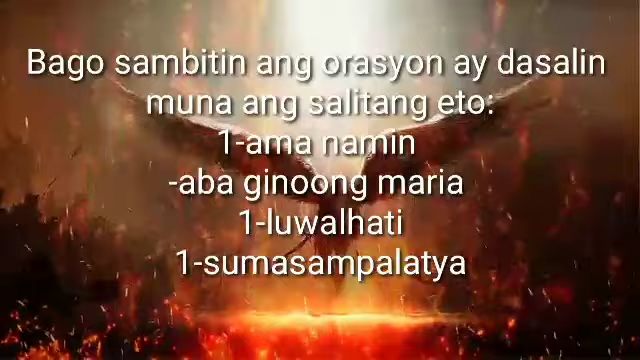 Bago sambitin ang orasyon ay dasalin
muna ang salitang eto:
1-ama namin
-aba ginoong maria
1-luwalhati
1-sumasampalatya